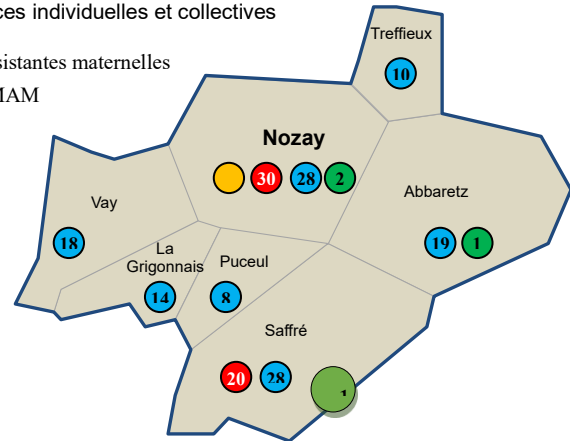 ces individuelles et collectives
sistantes maternelles
MAM
Treffieux
10
Nozay
30 28 2
Abbaretz
19 1
Vay
18
La
Grigonnais
14
Puceul
8
Saffré
20 28 1